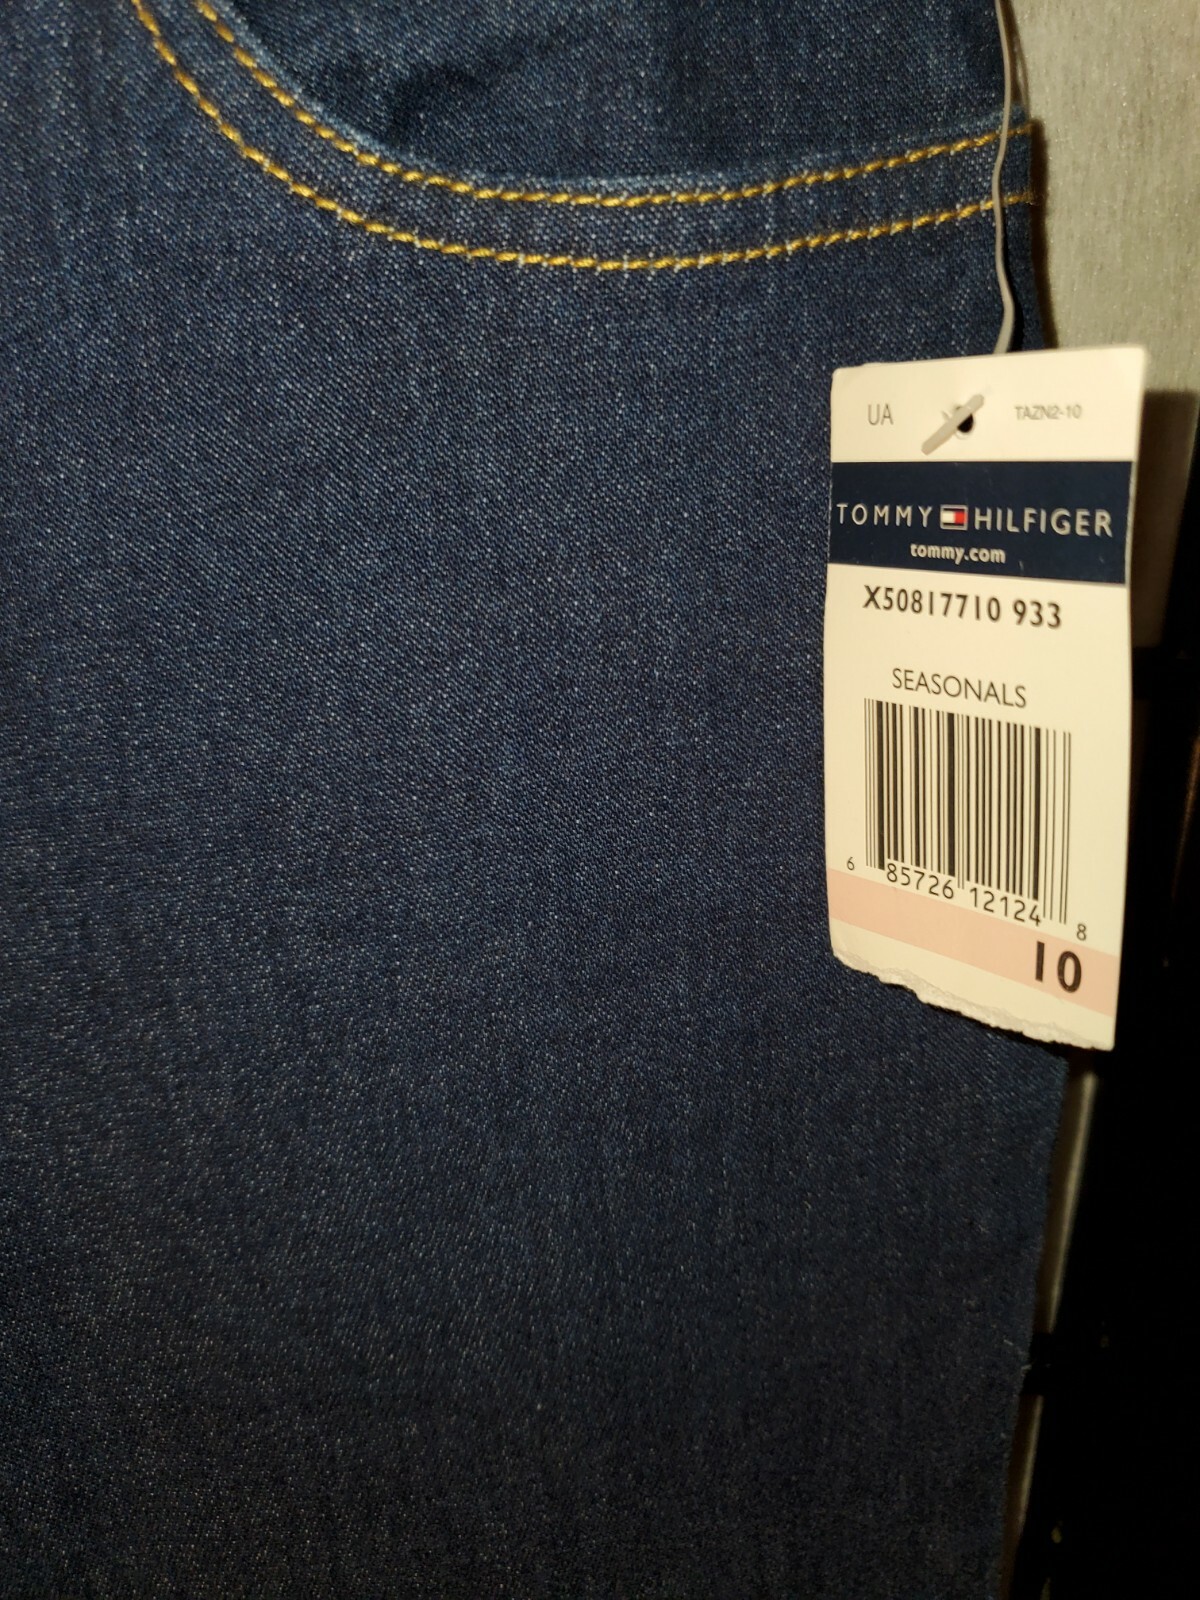 UA TAZN2-10
TOMMY HILFIGER
tommy.com
X50817710 933
SEASONALS
6 85726 12124 8
10